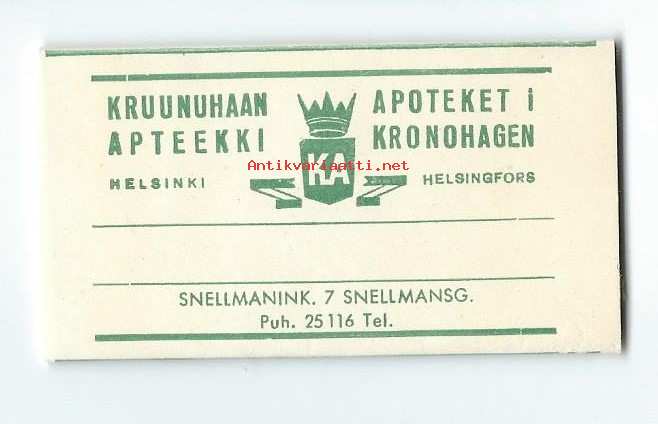 KRUUNUHAAN
APTEEKKI
HELSINKI
KA
APOTEKET i
KRONOHAGEN
HELSINGFORS
Antikvariaatti.net
SNELLMANINK. 7 SNELLMANSG.
Puh. 25116 Tel.